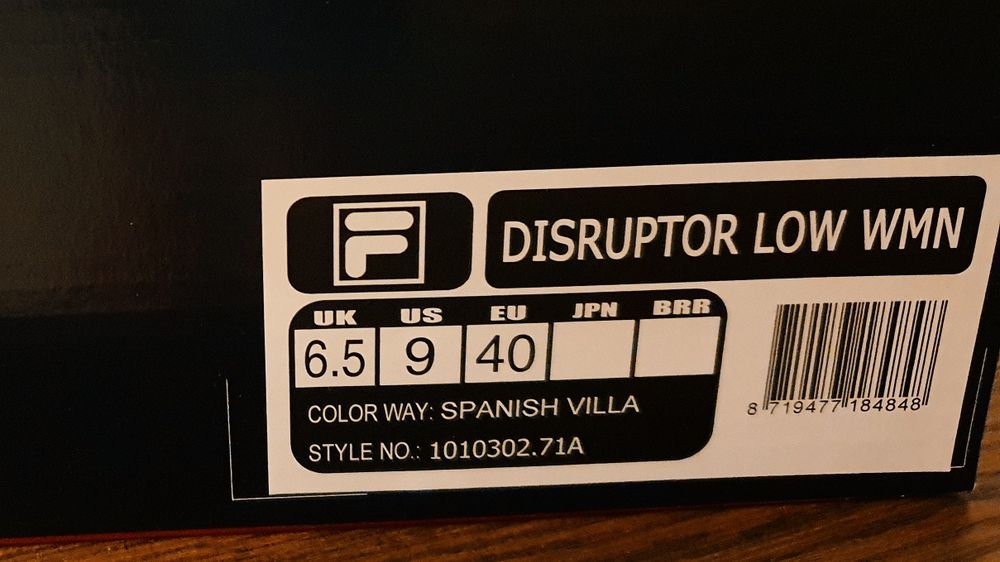 F
DISRUPTOR LOW WMN
UK US EU JPN BRR
6.5 9 40
COLOR WAY: SPANISH VILLA
STYLE NO.: 1010302.71A
8 719477 184848